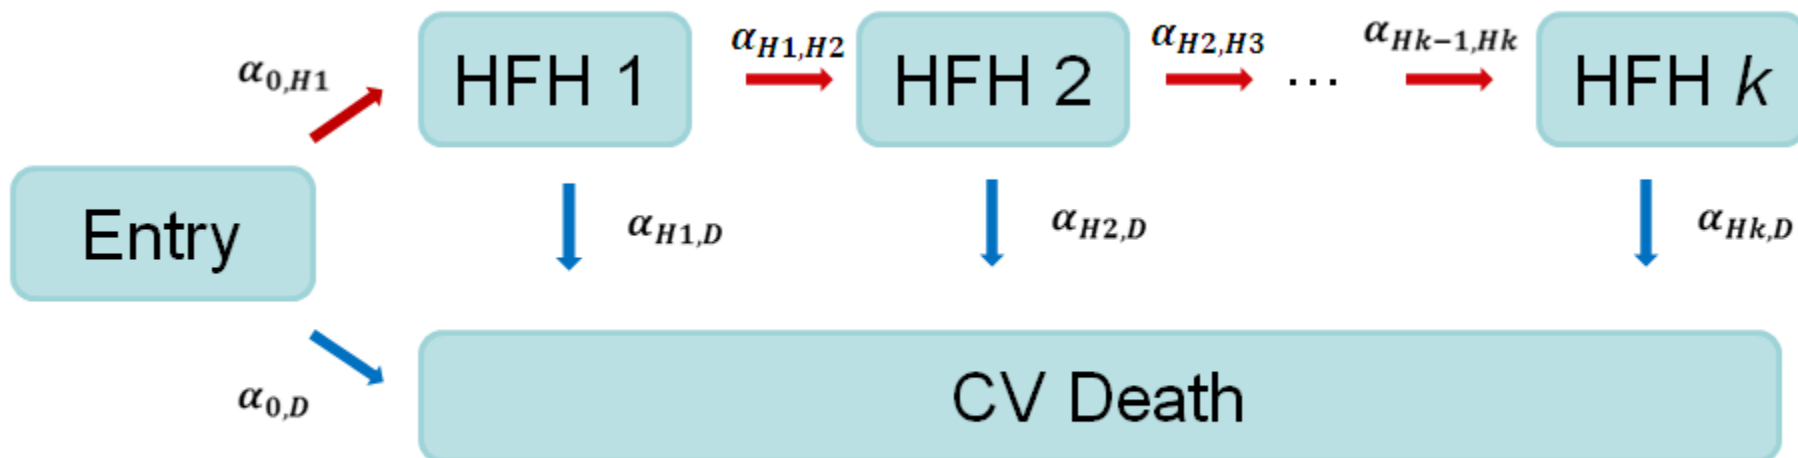 α0,H1
HFH 1
αH1,H2
HFH 2
αH2,H3
...
αHk−1,Hk
HFH k
Entry
αH1,D
αH2,D
αHk,D
α0,D
CV Death